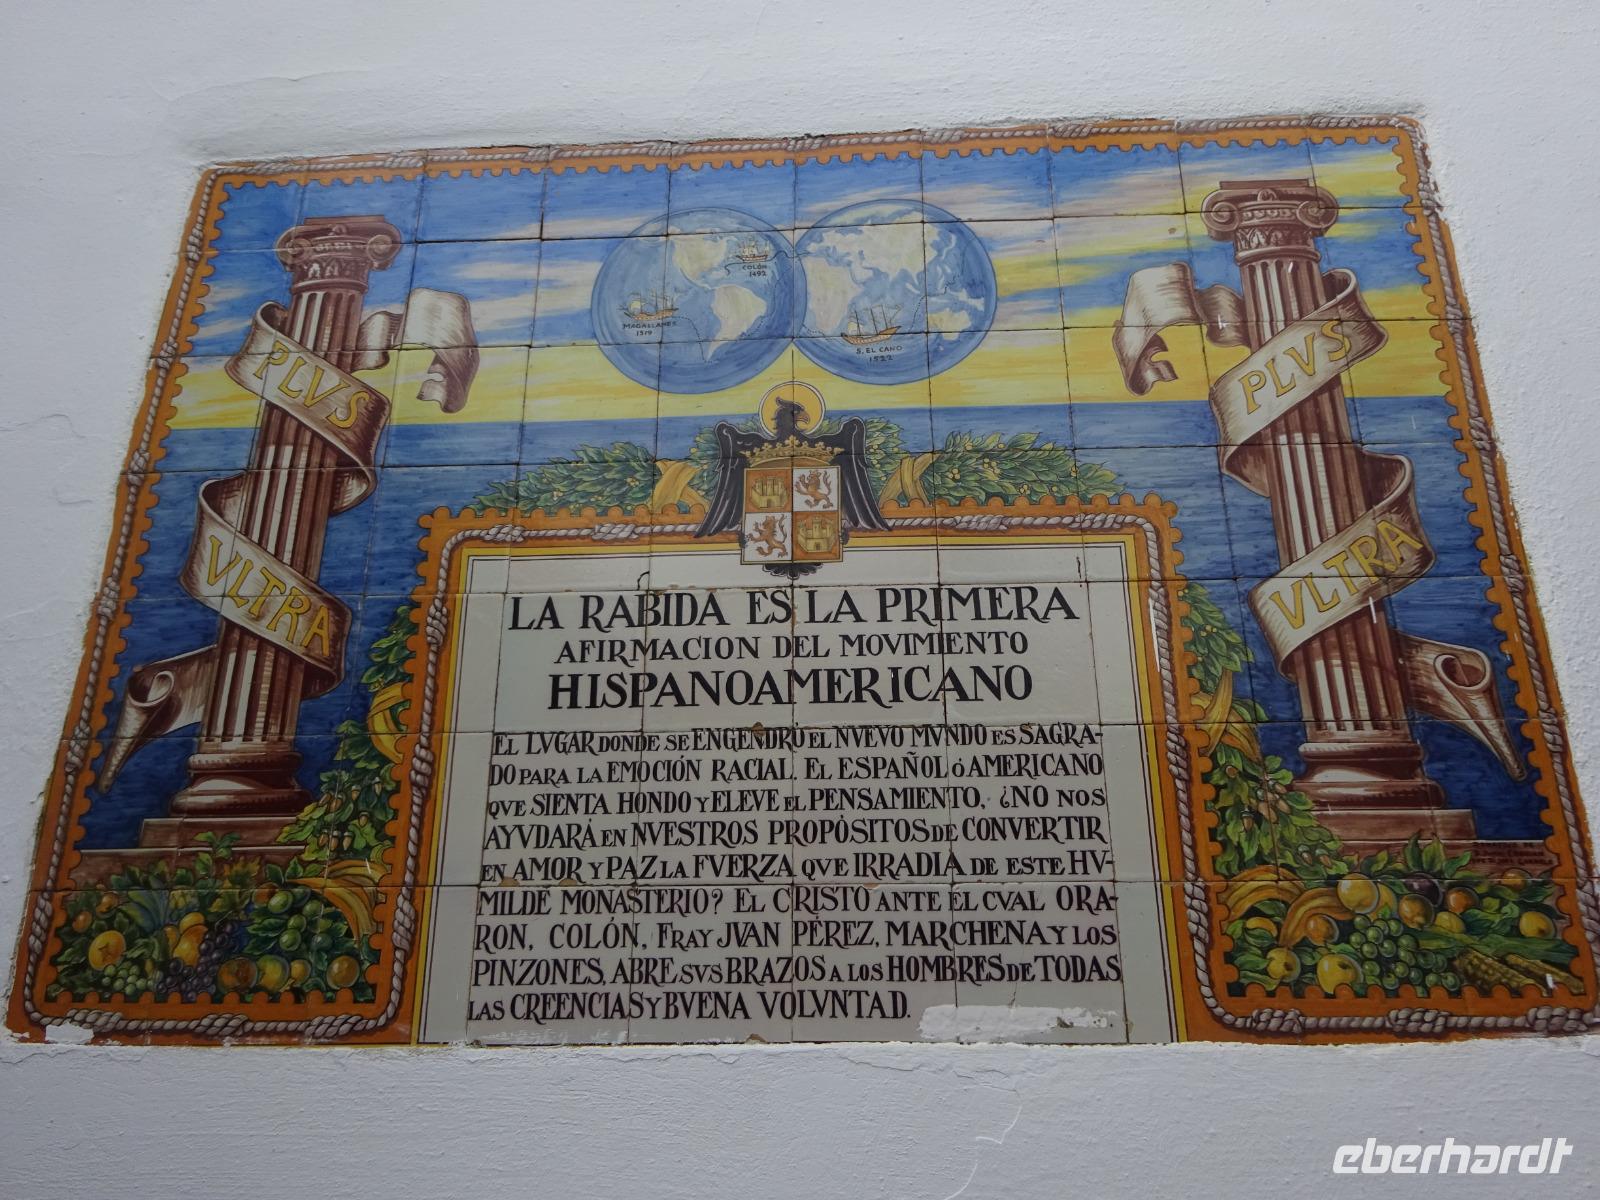 COLÓN
1492
MAGALLANES
1519
S. EL CANO
1522
PLVS
VLTRA
PLVS
VLTRA
LA RABIDA ES LA PRIMERA
AFIRMACION DEL MOVIMIENTO
HISPANOAMERICANO
EL LVGAR DONDE SE ENGENDRÓ EL NVEVO MVNDO ES SAGRA-
DO PARA LA EMOCIÓN RACIAL. EL ESPAÑOL ó AMERICANO
QVE SIENTA HONDO Y ELEVE EL PENSAMIENTO, ¿NO NOS
AYVDARÁ EN NVESTROS PROPÓSITOS DE CONVERTIR
EN AMOR Y PAZ LA FVERZA QVE IRRADIA DE ESTE HV-
MILDE MONASTERIO? EL CRISTO ANTE EL CVAL ORA-
RON, COLÓN, FRAY JVAN PÉREZ, MARCHENA Y LOS
PINZONES, ABRE SVS BRAZOS A LOS HOMBRES DE TODAS
LAS CREENCIAS Y BVENA VOLVNTAD.
eberhardt